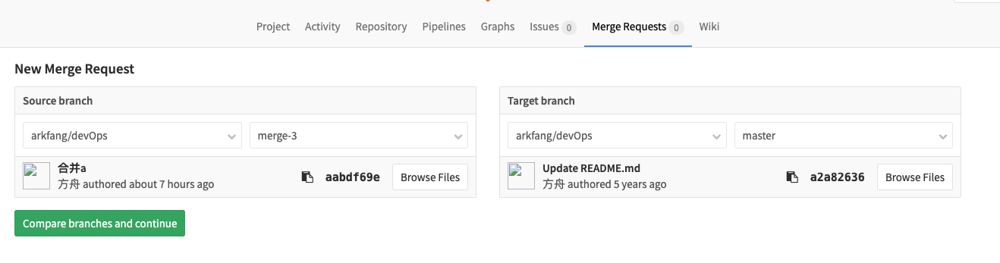 Project Activity Repository Pipelines Graphs Issues 0 Merge Requests 0 Wiki
New Merge Request
Source branch
arkfang/devOps merge-3
合并a
方舟 authored about 7 hours ago
aabdf69e Browse Files
Target branch
arkfang/devOps master
Update README.md
方舟 authored 5 years ago
a2a82636 Browse Files
Compare branches and continue